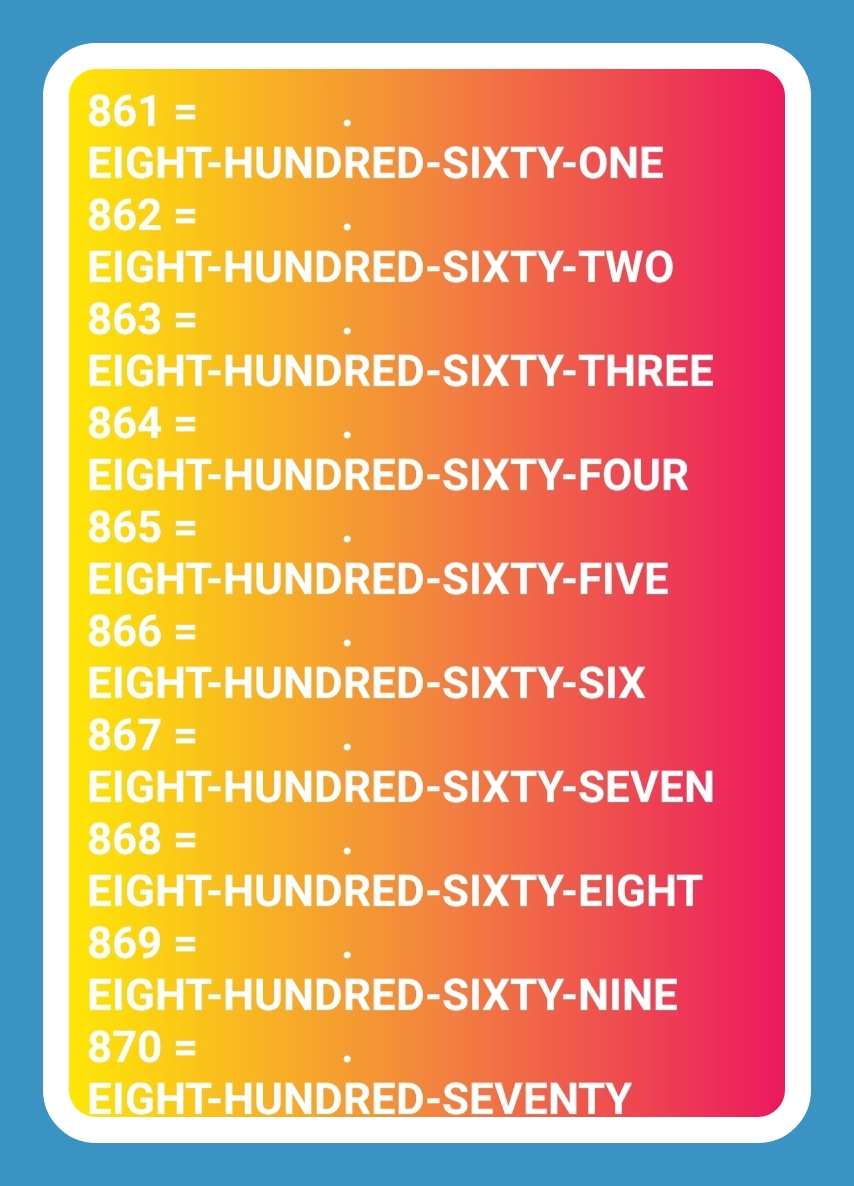 861 = .
EIGHT-HUNDRED-SIXTY-ONE
862 = .
EIGHT-HUNDRED-SIXTY-TWO
863 = .
EIGHT-HUNDRED-SIXTY-THREE
864 = .
EIGHT-HUNDRED-SIXTY-FOUR
865 = .
EIGHT-HUNDRED-SIXTY-FIVE
866 = .
EIGHT-HUNDRED-SIXTY-SIX
867 = .
EIGHT-HUNDRED-SIXTY-SEVEN
868 = .
EIGHT-HUNDRED-SIXTY-EIGHT
869 = .
EIGHT-HUNDRED-SIXTY-NINE
870 = .
EIGHT-HUNDRED-SEVENTY